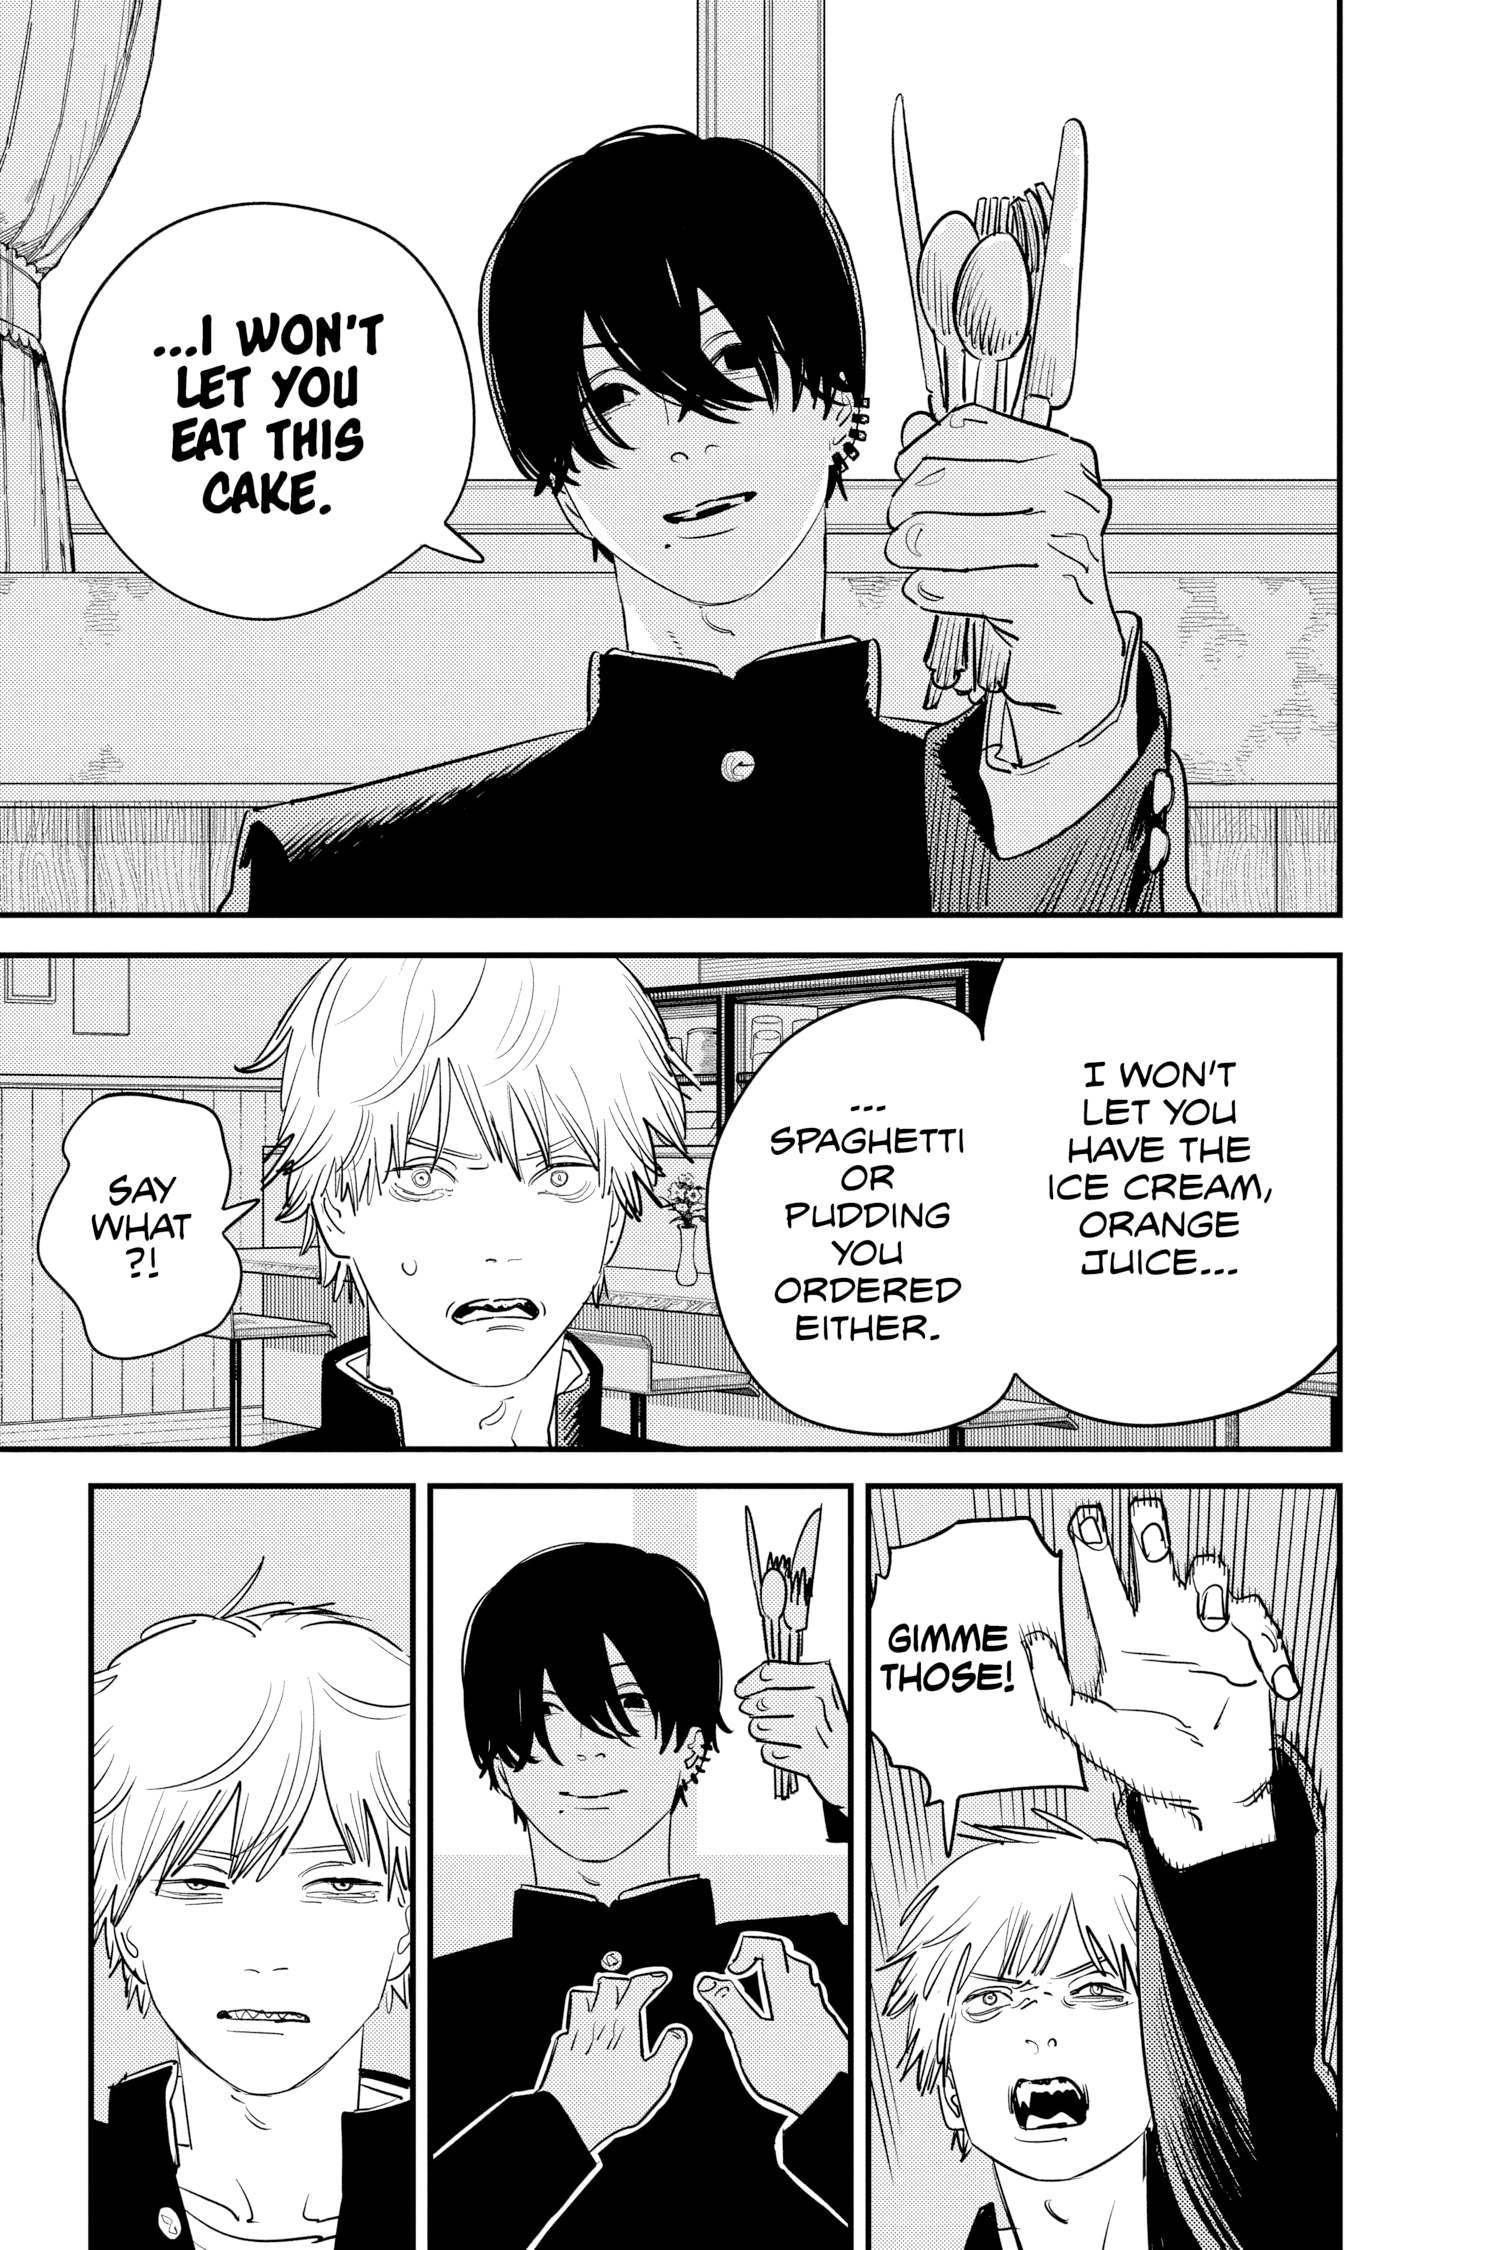 ...I WON'T
LET YOU
EAT THIS
CAKE.
I WON'T
LET YOU
HAVE THE
ICE CREAM,
ORANGE
JUICE...
...
SPAGHETTI
OR
PUDDING
YOU
ORDERED
EITHER.
SAY
WHAT
?!
GIMME
THOSE!